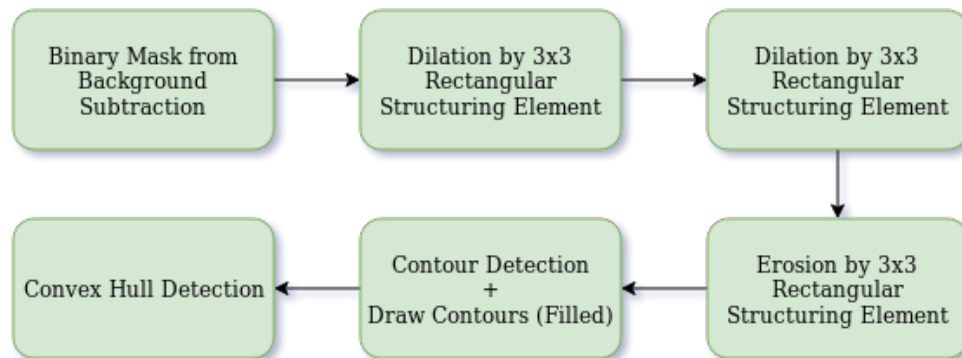 Binary Mask from
Background
Subtraction
Dilation by 3x3
Rectangular
Structuring Element
Dilation by 3x3
Rectangular
Structuring Element
Erosion by 3x3
Rectangular
Structuring Element
Contour Detection
+
Draw Contours (Filled)
Convex Hull Detection